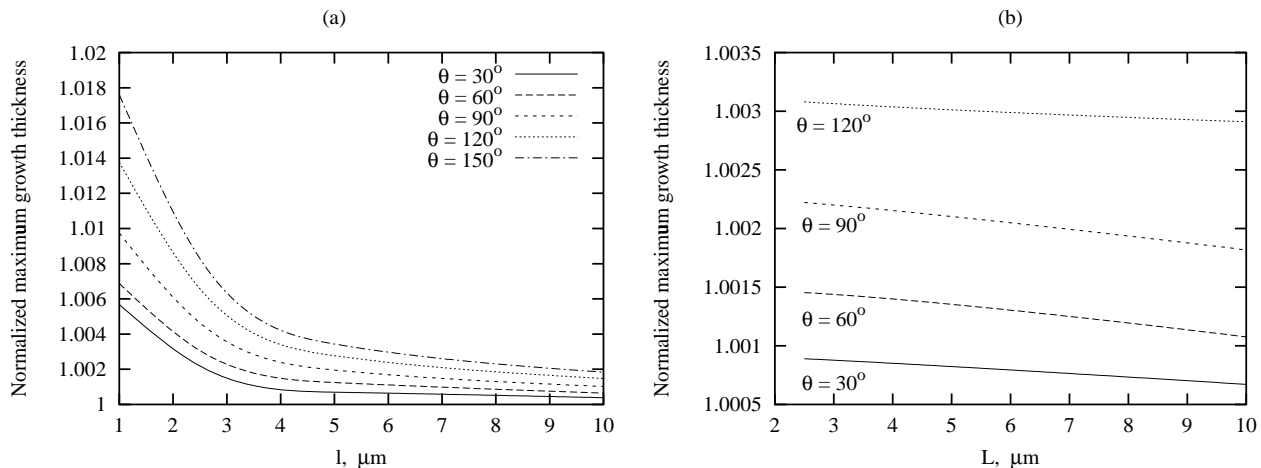 (a)
Normalized maximum growth thickness
1.02
1.018
1.016
1.014
1.012
1.01
1.008
1.006
1.004
1.002
1
θ = 30°
θ = 60°
θ = 90°
θ = 120°
θ = 150°
1 2 3 4 5 6 7 8 9 10
l, μm
(b)
Normalized maximum growth thickness
1.0035
1.003
1.0025
1.002
1.0015
1.001
1.0005
θ = 120°
θ = 90°
θ = 60°
θ = 30°
2 3 4 5 6 7 8 9 10
L, μm